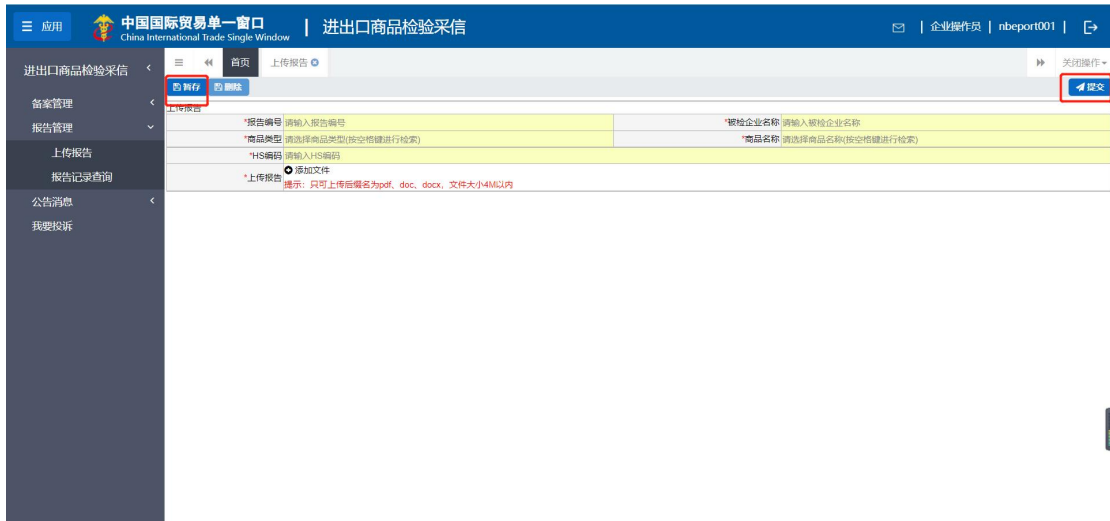 应用
中国国际贸易单一窗口
China International Trade Single Window
进出口商品检验采信
企业操作员 | nbeport001 |
进出口商品检验采信
首页
上传报告
关闭操作
暂存
删除
提交
备案管理
报告管理
上传报告
报告记录查询
公告消息
我要投诉
上传报告
*报告编号 请输入报告编号
*被检企业名称 请输入被检企业名称
*商品类型 请选择商品类型(按空格键进行检索)
*商品名称 请选择商品名称(按空格键进行检索)
*HS编码 请输入HS编码
*上传报告
添加文件
提示：只可上传后缀名为pdf、doc、docx，文件大小4M以内